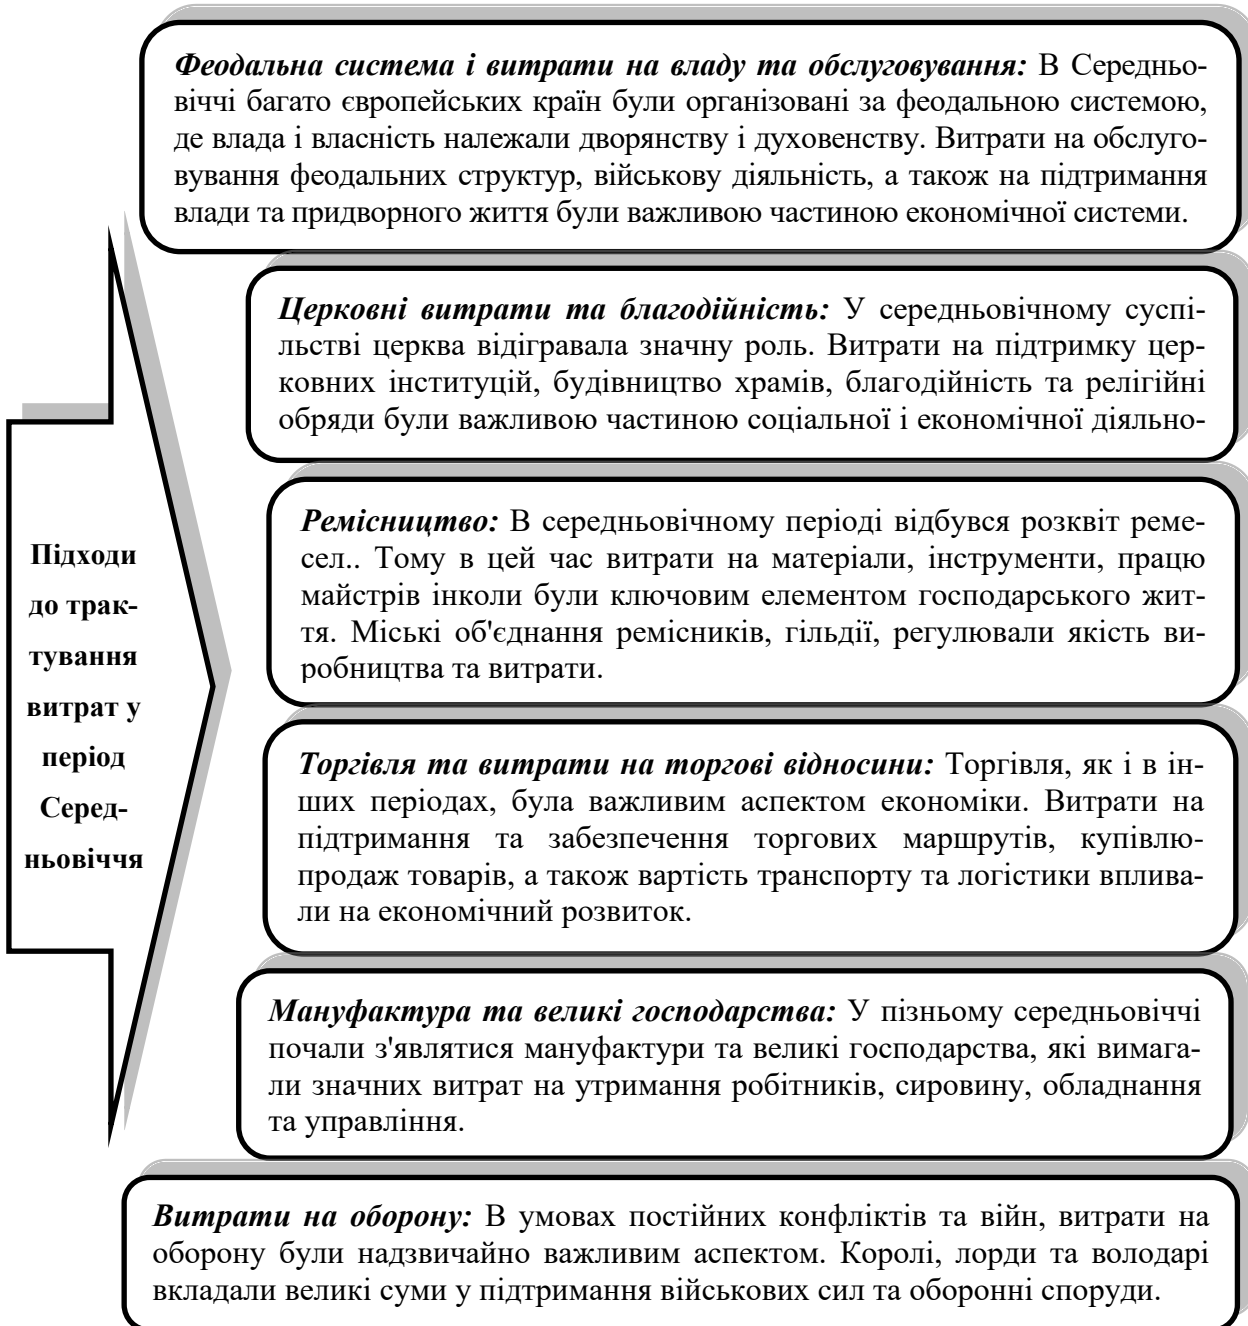 Феодальна система і витрати на владу та обслуговування: В Середньо-
віччі багато європейських країн були організовані за феодальною системою,
де влада і власність належали дворянству і духовенству. Витрати на обслуго-
вування феодальних структур, військову діяльність, а також на підтримання
влади та придворного життя були важливою частиною економічної системи.
Церковні витрати та благодійність: У середньовічному суспі-
льстві церква відігравала значну роль. Витрати на підтримку цер-
ковних інституцій, будівництво храмів, благодійність та релігійні
обряди були важливою частиною соціальної і економічної діяльно-
Ремісництво: В середньовічному періоді відбувся розквіт реме-
сел.. Тому в цей час витрати на матеріали, інструменти, працю
майстрів інколи були ключовим елементом господарського жит-
тя. Міські об'єднання ремісників, гільдії, регулювали якість ви-
робництва та витрати.
Підходи
до трак-
тування
витрат у
період
Серед-
ньовіччя
Торгівля та витрати на торгові відносини: Торгівля, як і в ін-
ших періодах, була важливим аспектом економіки. Витрати на
підтримання та забезпечення торгових маршрутів, купівлю-
продаж товарів, а також вартість транспорту та логістики вплива-
ли на економічний розвиток.
Мануфактура та великі господарства: У пізньому середньовіччі
почали з'являтися мануфактури та великі господарства, які вимага-
ли значних витрат на утримання робітників, сировину, обладнання
та управління.
Витрати на оборону: В умовах постійних конфліктів та війн, витрати на
оборону були надзвичайно важливим аспектом. Королі, лорди та володарі
вкладали великі суми у підтримання військових сил та оборонні споруди.